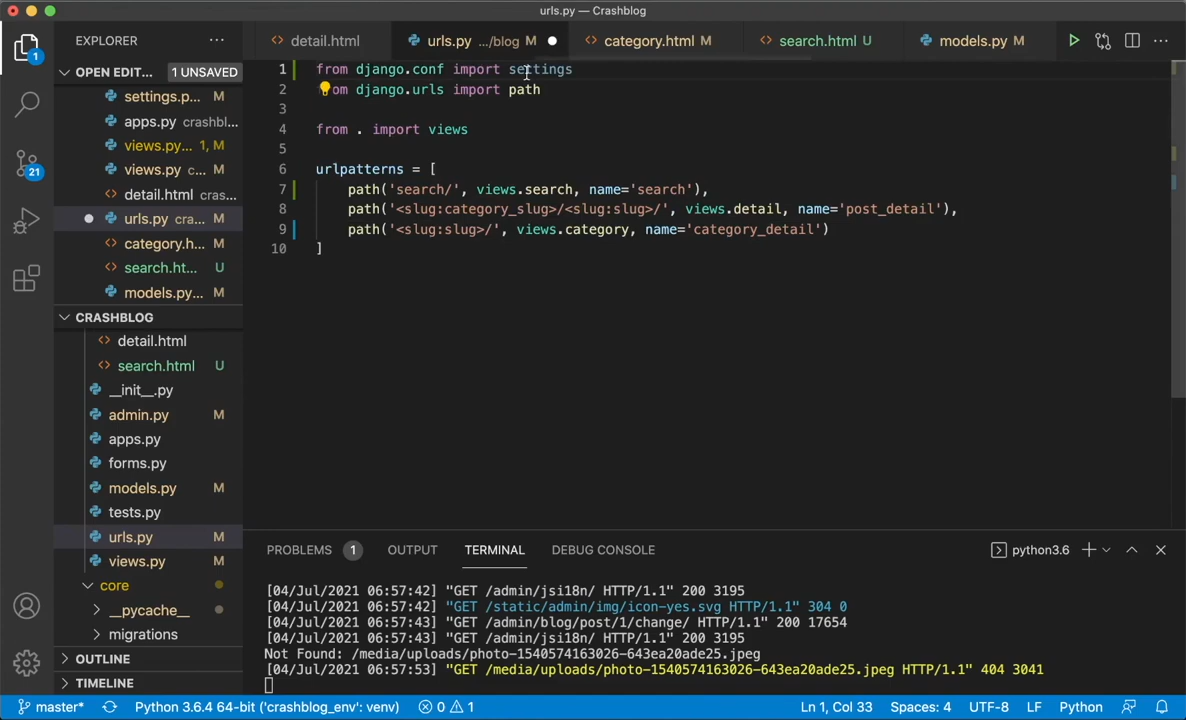 urls.py — Crashblog
EXPLORER ···
detail.html
urls.py .../blog M
category.html M
search.html U
models.py M
OPEN EDIT... 1 UNSAVED
settings.p... M
apps.py crashbl...
views.py... 1, M
views.py c... M
detail.html cras...
urls.py cra... M
category.h... M
search.ht... U
models.py... M
CRASHBLOG
detail.html
search.html U
__init__.py
admin.py M
apps.py
forms.py
models.py M
tests.py
urls.py M
views.py M
core
__pycache__
migrations
OUTLINE
TIMELINE
1
21
1 from django.conf import settings
2 om django.urls import path
3
4 from . import views
5
6 urlpatterns = [
7 path('search/', views.search, name='search'),
8 path('<slug:category_slug>/<slug:slug>/', views.detail, name='post_detail'),
9 path('<slug:slug>/', views.category, name='category_detail')
10 ]
PROBLEMS 1 OUTPUT TERMINAL DEBUG CONSOLE python3.6
[04/Jul/2021 06:57:42] "GET /admin/jsi18n/ HTTP/1.1" 200 3195
[04/Jul/2021 06:57:42] "GET /static/admin/img/icon-yes.svg HTTP/1.1" 304 0
[04/Jul/2021 06:57:43] "GET /admin/blog/post/1/change/ HTTP/1.1" 200 17654
[04/Jul/2021 06:57:43] "GET /admin/jsi18n/ HTTP/1.1" 200 3195
Not Found: /media/uploads/photo-1540574163026-643ea20ade25.jpeg
[04/Jul/2021 06:57:53] "GET /media/uploads/photo-1540574163026-643ea20ade25.jpeg HTTP/1.1" 404 3041
master* Python 3.6.4 64-bit ('crashblog_env': venv) 0 1 Ln 1, Col 33 Spaces: 4 UTF-8 LF Python